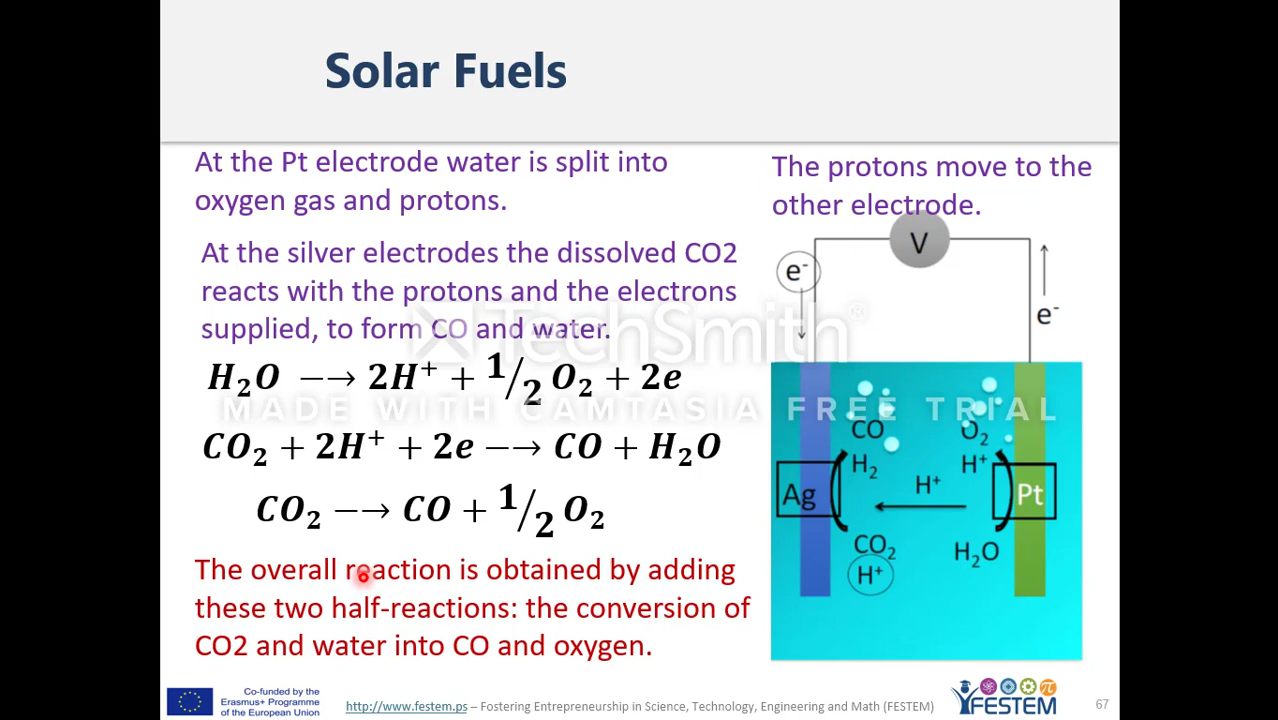 Solar Fuels
At the Pt electrode water is split into
oxygen gas and protons.
At the silver electrodes the dissolved CO2
reacts with the protons and the electrons
supplied, to form CO and water.
H₂O → 2H⁺ + 1/2 O₂ + 2e
CO₂ + 2H⁺ + 2e → CO + H₂O
CO₂ → CO + 1/2 O₂
The overall reaction is obtained by adding
these two half-reactions: the conversion of
CO2 and water into CO and oxygen.
The protons move to the
other electrode.
V
e⁻
e⁻
CO
O₂
H₂
H⁺
Ag
H⁺
Pt
CO₂
H₂O
H⁺
TechSmith®
MADE WITH CAMTASIA FREE TRIAL
Co-funded by the
Erasmus+ Programme
of the European Union
http://www.festem.ps – Fostering Entrepreneurship in Science, Technology, Engineering and Math (FESTEM)
FESTEM
π
67